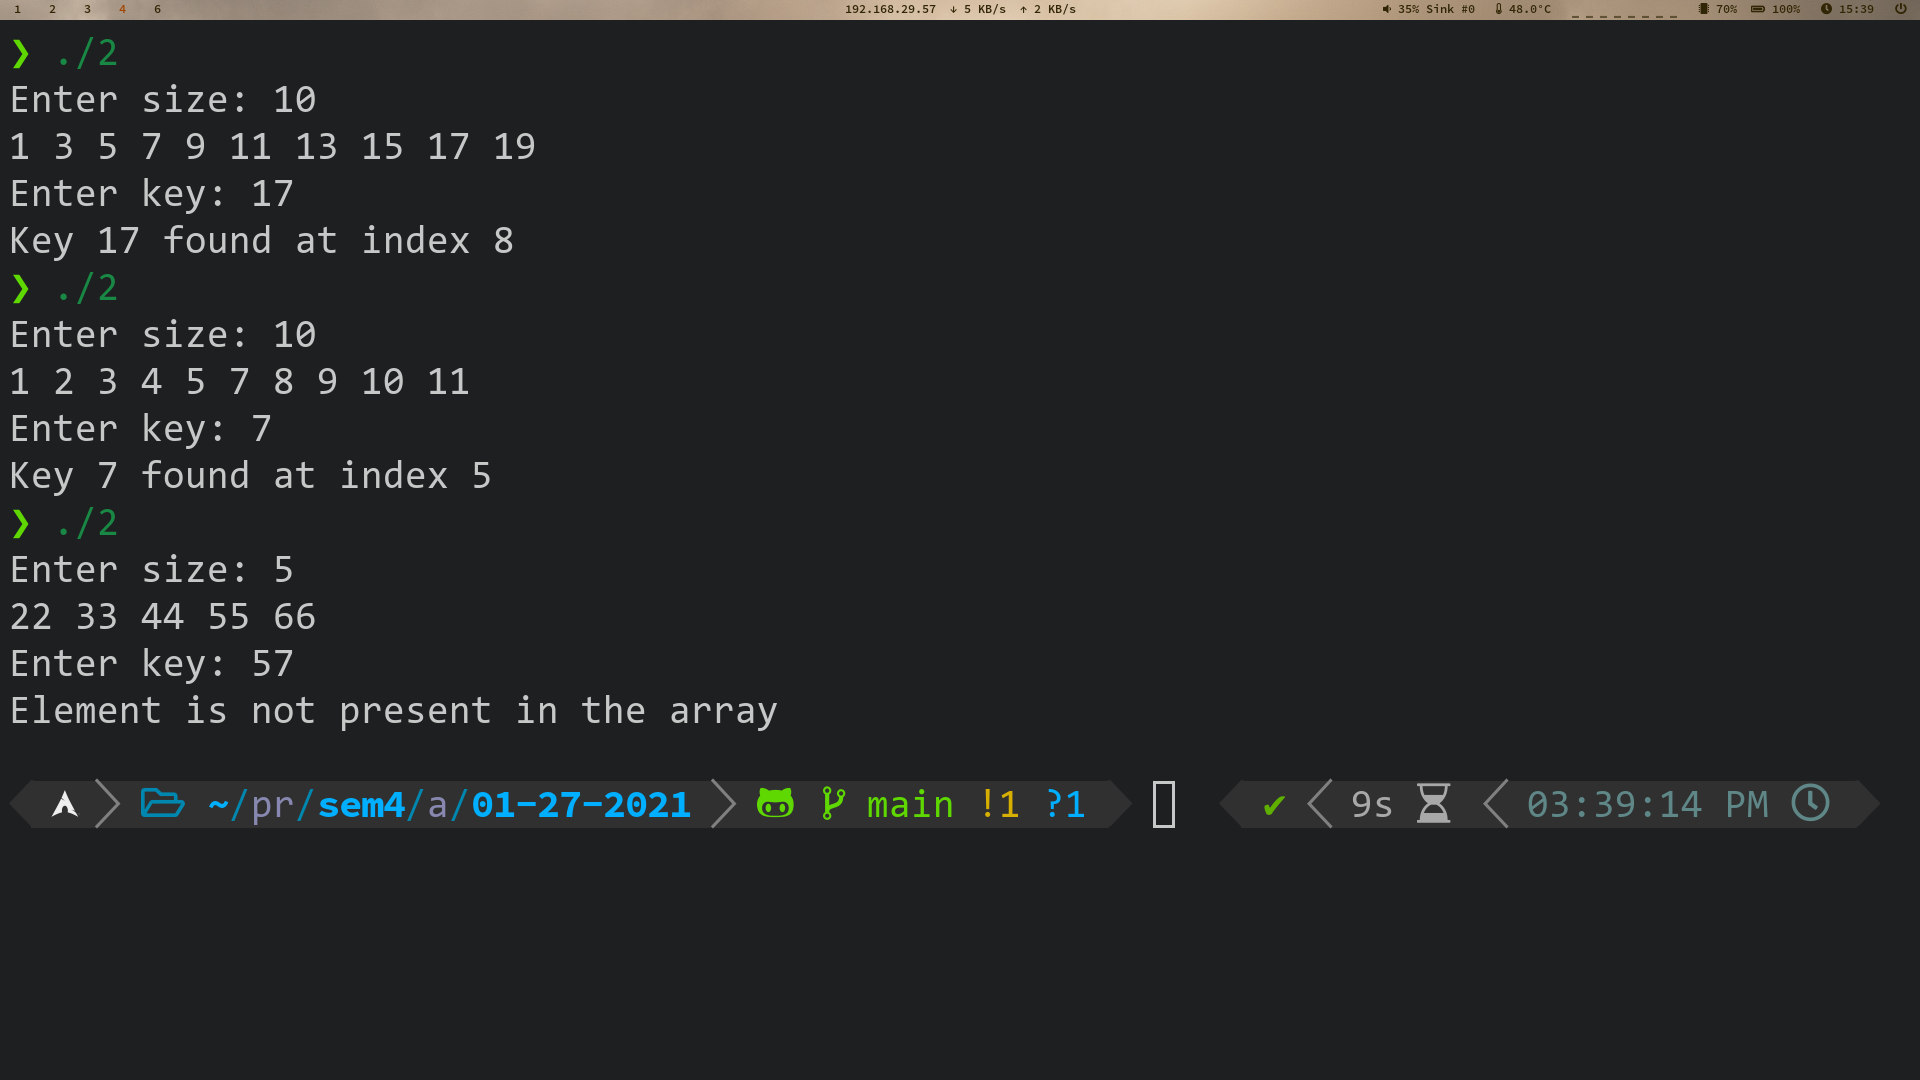 1 2 3 4 6 192.168.29.57 ↓ 5 KB/s ↑ 2 KB/s 35% Sink #0 48.0°C 70% 100% 15:39
❯ ./2
Enter size: 10
1 3 5 7 9 11 13 15 17 19
Enter key: 17
Key 17 found at index 8
❯ ./2
Enter size: 10
1 2 3 4 5 7 8 9 10 11
Enter key: 7
Key 7 found at index 5
❯ ./2
Enter size: 5
22 33 44 55 66
Enter key: 57
Element is not present in the array
~/pr/sem4/a/01-27-2021 main !1 ?1 ✔ 9s 03:39:14 PM